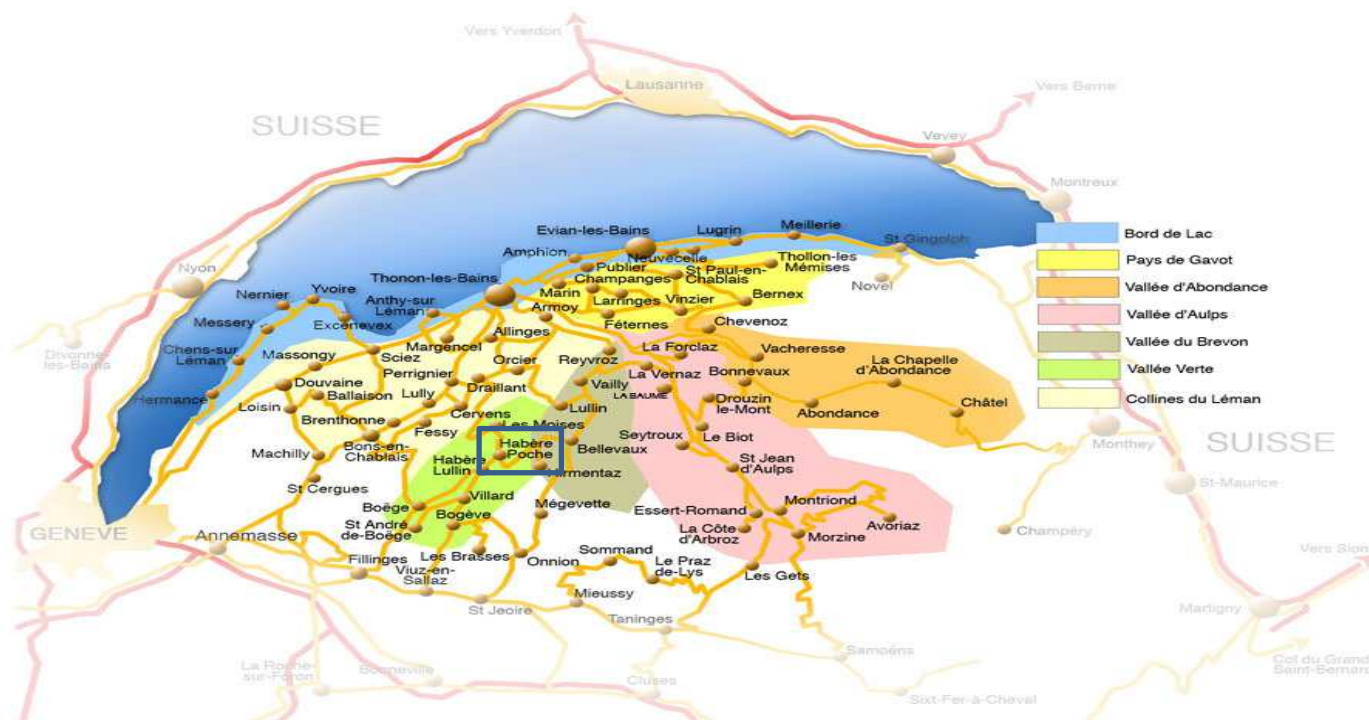 Vers Yverdon
Lausanne
Vers Berne
SUISSE
Vevey
Montreux
Nyon
Divonne-
les-Bains
Evian-les-Bains
Lugrin
Meillerie
St Gingolph
Amphion
Neuvecelle
Publier
St Paul-en-
Chablais
Thollon-les
Mémises
Novel
Thonon-les-Bains
Champanges
Marin
Larringes
Vinzier
Bernex
Yvoire
Nernier
Anthy-sur
Léman
Armoy
Féternes
Chevenoz
Messery
Excenevex
Margencel
Allinges
Chens-sur
Léman
Massongy
Sciez
Orcier
Reyvroz
La Forclaz
Vacheresse
La Chapelle
d'Abondance
Hermance
Douvaine
Ballaison
Perrignier
Draillant
Vailly
La Vernaz
LA BAUME
Bonnevaux
Loisin
Lully
Lullin
Drouzin
le-Mont
Abondance
Châtel
Brenthonne
Cervens
Fessy
Les Moises
Bons-en-
Chablais
Habère
Poche
Bellevaux
Seytroux
Le Biot
Monthey
SUISSE
Machilly
Habère
Lullin
Hirmentaz
St Jean
d'Aulps
St-Maurice
St Cergues
Villard
Mégevette
Montriond
Boëge
Bogève
Essert-Romand
Avoriaz
GENEVE
Annemasse
St André
de-Boëge
La Côte
d'Arbroz
Morzine
Champéry
Fillinges
Les Brasses
Onnion
Sommand
Le Praz
de-Lys
Les Gets
Vers Sion
Viuz-en-
Sallaz
St Jeoire
Mieussy
Taninges
Martigny
Samoëns
La Roche-
sur-Foron
Bonneville
Cluses
Sixt-Fer-à-Cheval
Col du Grand
Saint-Bernard
Bord de Lac
Pays de Gavot
Vallée d'Abondance
Vallée d'Aulps
Vallée du Brevon
Vallée Verte
Collines du Léman